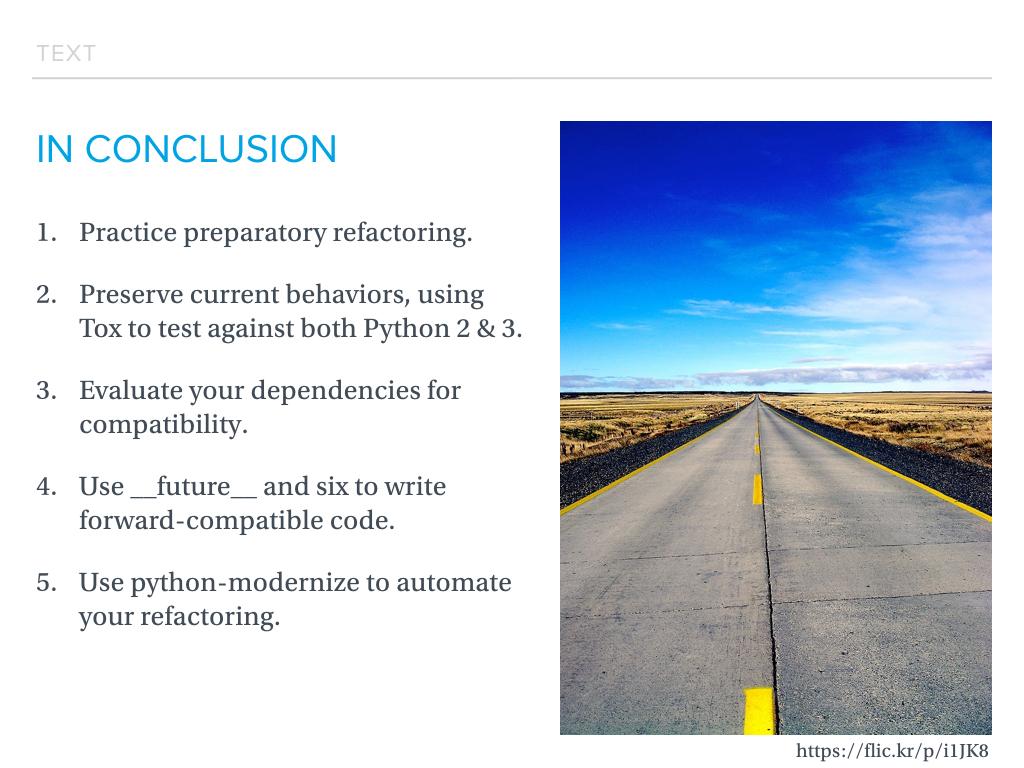 TEXT
IN CONCLUSION
1. Practice preparatory refactoring.
2. Preserve current behaviors, using
Tox to test against both Python 2 & 3.
3. Evaluate your dependencies for
compatibility.
4. Use __future__ and six to write
forward-compatible code.
5. Use python-modernize to automate
your refactoring.
https://flic.kr/p/i1JK8